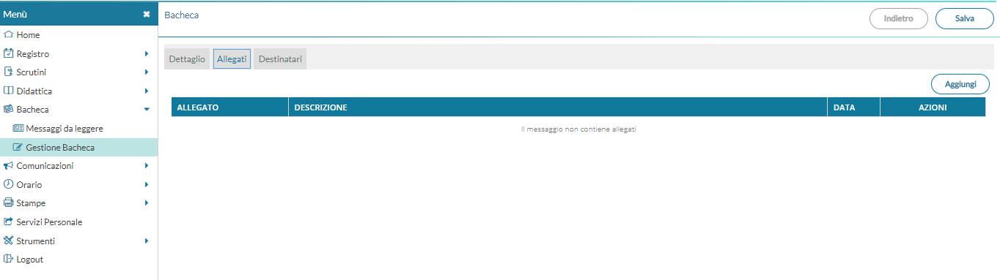 Menù
Bacheca
Indietro
Salva
Home
Registro
Scrutini
Didattica
Bacheca
Messaggi da leggere
Gestione Bacheca
Comunicazioni
Orario
Stampe
Servizi Personale
Strumenti
Logout
Dettaglio Allegati Destinatari
Aggiungi
ALLEGATO DESCRIZIONE DATA AZIONI
Il messaggio non contiene allegati